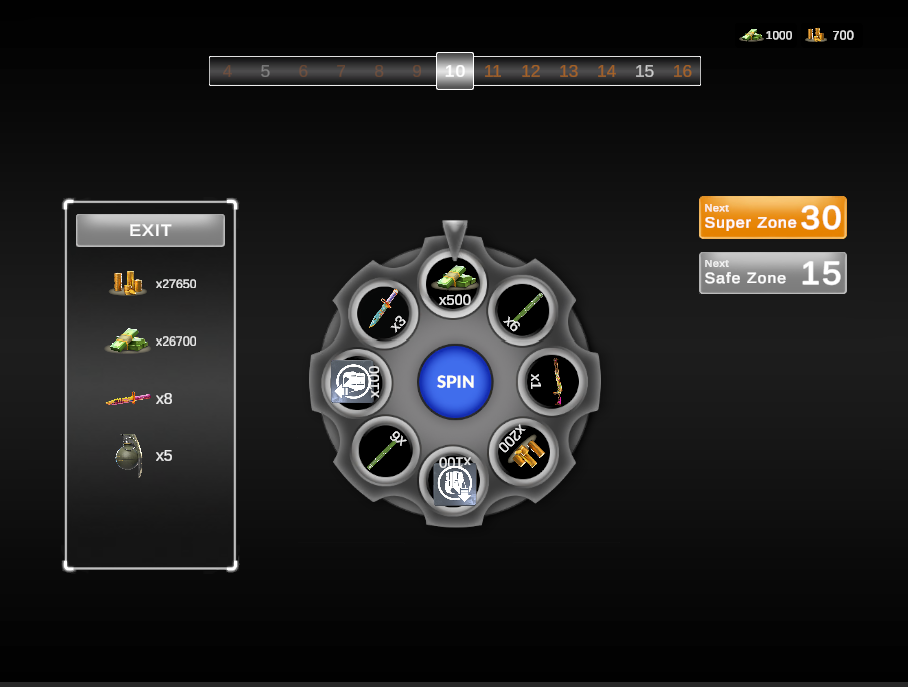 1000 700
4 5 6 7 8 9 10 11 12 13 14 15 16
EXIT
x27650
x26700
x8
x5
x500
x6
x1
x200
x100
x6
x100
x3
SPIN
Next
Super Zone 30
Next
Safe Zone 15